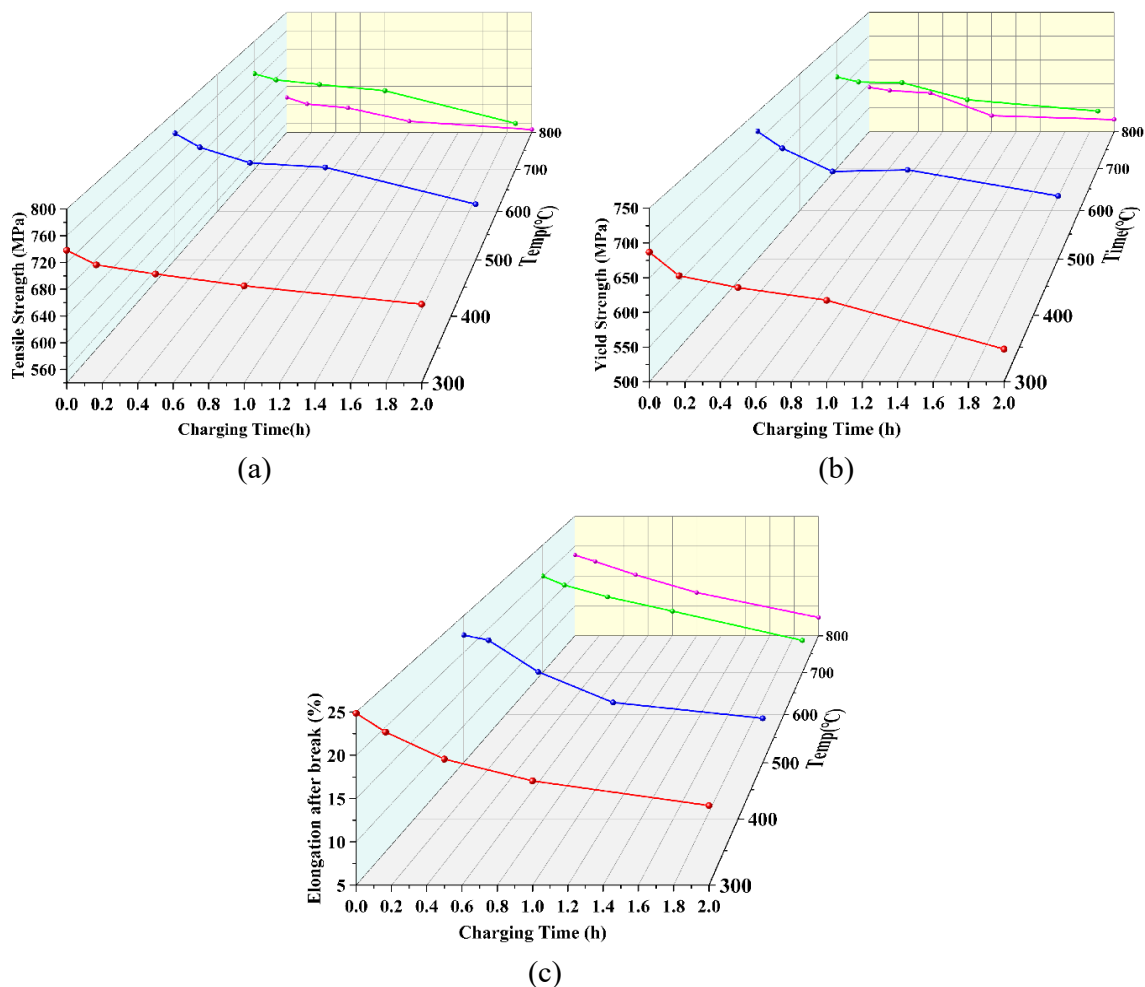 800
760
720
680
640
600
560
Tensile Strength (MPa)
0.0 0.2 0.4 0.6 0.8 1.0 1.2 1.4 1.6 1.8 2.0
Charging Time(h)
300
400
500
600
700
800
Temp(℃)
(a)
750
700
650
600
550
500
Yield Strength (MPa)
0.0 0.2 0.4 0.6 0.8 1.0 1.2 1.4 1.6 1.8 2.0
Charging Time (h)
300
400
500
600
700
800
Time(℃)
(b)
25
20
15
10
5
Elongation after break (%)
0.0 0.2 0.4 0.6 0.8 1.0 1.2 1.4 1.6 1.8 2.0
Charging Time (h)
300
400
500
600
700
800
Temp(℃)
(c)